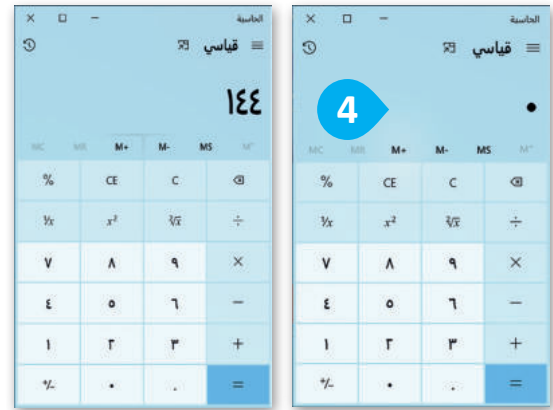 الحاسبة
قياسي
٠
4
MC MR M+ M- MS M˅
% CE C
¹/x x² ²√x ÷
٧ ٨ ٩ ×
٤ ٥ ٦ −
١ ٢ ٣ +
+/- ٠ . =
الحاسبة
قياسي
١٤٤
MC MR M+ M- MS M˅
% CE C
¹/x x² ²√x ÷
٧ ٨ ٩ ×
٤ ٥ ٦ −
١ ٢ ٣ +
+/- ٠ . =